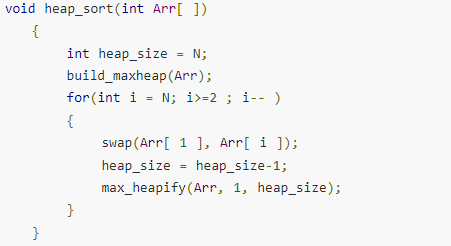 void heap_sort(int Arr[ ])
{
int heap_size = N;
build_maxheap(Arr);
for(int i = N; i>=2 ; i-- )
{
swap(Arr[ 1 ], Arr[ i ]);
heap_size = heap_size-1;
max_heapify(Arr, 1, heap_size);
}
}